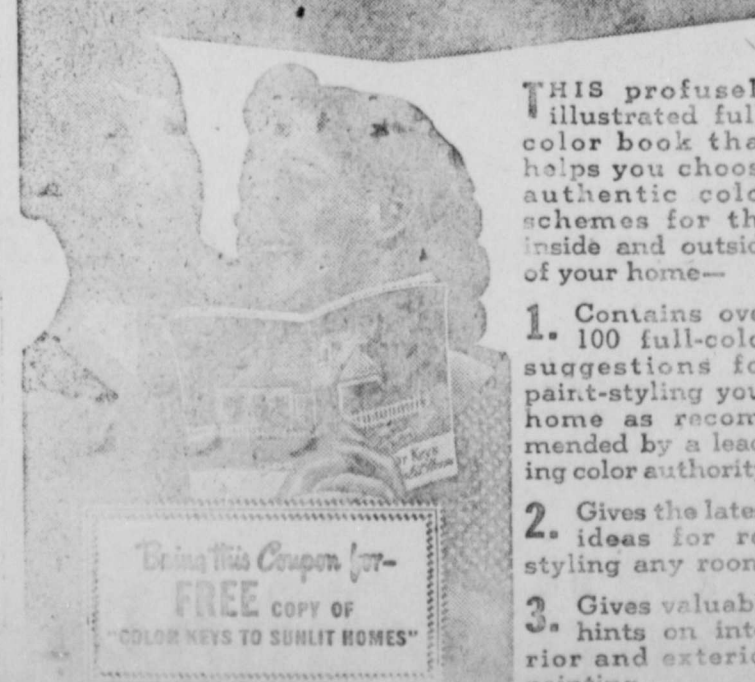 THIS profusel
illustrated ful
color book tha
helps you choos
authentic colo
schemes for th
inside and outsid
of your home—
1. Contains ove
100 full-colo
suggestions fo
paint-styling you
home as recom
mended by a lead
ing color authorit
2. Gives the late
ideas for re
styling any room
3. Gives valuab
hints on inte
rior and exterio
painting
Keys
Bring This Coupon for—
FREE COPY OF
"COLOR KEYS TO SUNLIT HOMES"